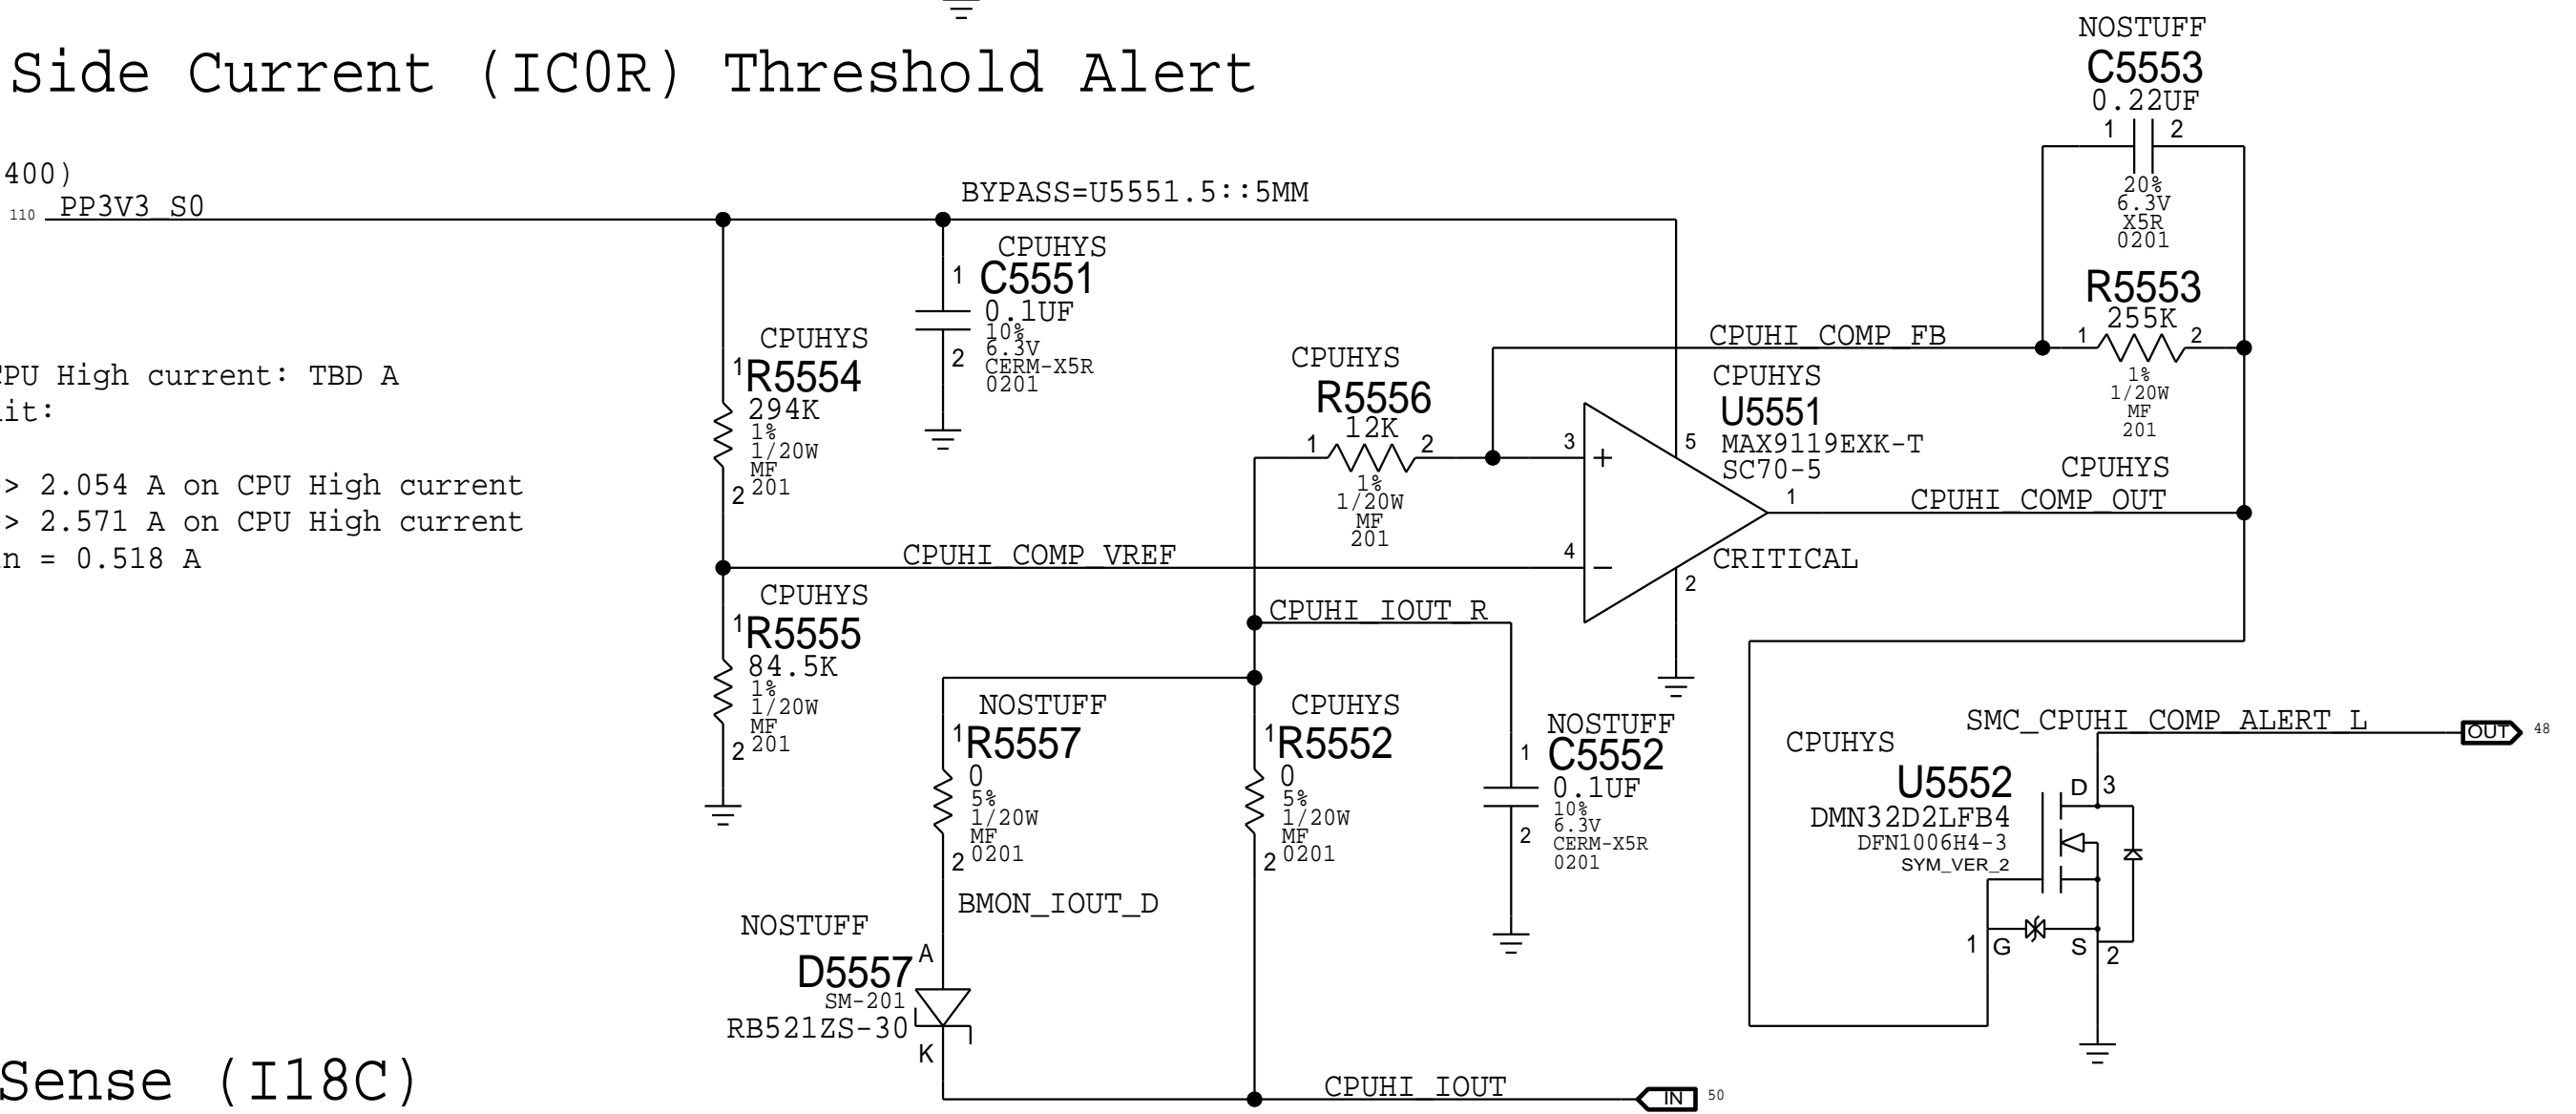 Side Current (IC0R) Threshold Alert
400)
110 PP3V3_S0
BYPASS=U5551.5::5MM
CPU High current: TBD A
it:
> 2.054 A on CPU High current
> 2.571 A on CPU High current
n = 0.518 A
CPUHYS
1
R5554
294K
1%
1/20W
MF
201
2
CPUHYS
1
C5551
0.1UF
10%
6.3V
CERM-X5R
0201
2
CPUHI_COMP_VREF
CPUHYS
1
R5555
84.5K
1%
1/20W
MF
201
2
CPUHYS
R5556
12K
1 2
1%
1/20W
MF
201
NOSTUFF
C5553
0.22UF
1 2
20%
6.3V
X5R
0201
R5553
255K
1 2
1%
1/20W
MF
201
CPUHYS
CPUHI_COMP_FB
CPUHYS
U5551
MAX9119EXK-T
SC70-5
3
+
4
−
5
2
1
CRITICAL
CPUHI_COMP_OUT
CPUHI_IOUT_R
NOSTUFF
1
R5557
0
5%
1/20W
MF
0201
2
CPUHYS
1
R5552
0
5%
1/20W
MF
0201
2
NOSTUFF
1
C5552
0.1UF
10%
6.3V
CERM-X5R
0201
2
BMON_IOUT_D
NOSTUFF
A
D5557
SM-201
RB521ZS-30
K
CPUHI_IOUT
IN 50
SMC_CPUHI_COMP_ALERT_L
OUT 48
CPUHYS
U5552
DMN32D2LFB4
DFN1006H4-3
SYM_VER_2
D 3
1 G
S 2
Sense (I18C)